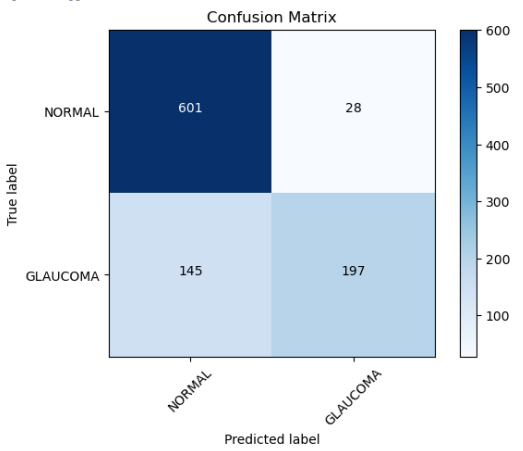 Confusion Matrix
True label
NORMAL
GLAUCOMA
601
28
145
197
NORMAL
GLAUCOMA
Predicted label
600
500
400
300
200
100